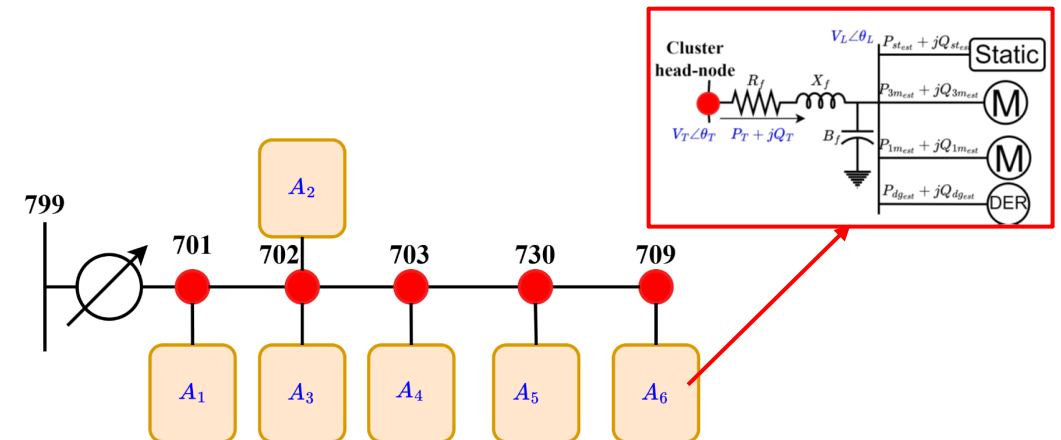 Cluster
head-node
R_f
X_f
V_T∠θ_T
P_T + jQ_T
B_f
V_L∠θ_L
P_{st_{est}} + jQ_{st_{est}}
Static
P_{3m_{est}} + jQ_{3m_{est}}
M
P_{1m_{est}} + jQ_{1m_{est}}
M
P_{dg_{est}} + jQ_{dg_{est}}
DER
A_2
799
701
702
703
730
709
A_1
A_3
A_4
A_5
A_6